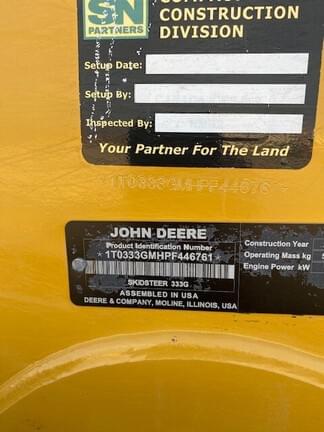 SN
PARTNERS
CONSTRUCTION
DIVISION
Setup Date:
Setup By:
Inspected By:
Your Partner For The Land
JOHN DEERE
Product Identification Number
*1T0333GMHPF446761*
SKIDSTEER 333G
ASSEMBLED IN USA
DEERE & COMPANY, MOLINE, ILLINOIS, USA
Construction Year
Operating Mass kg
Engine Power kW